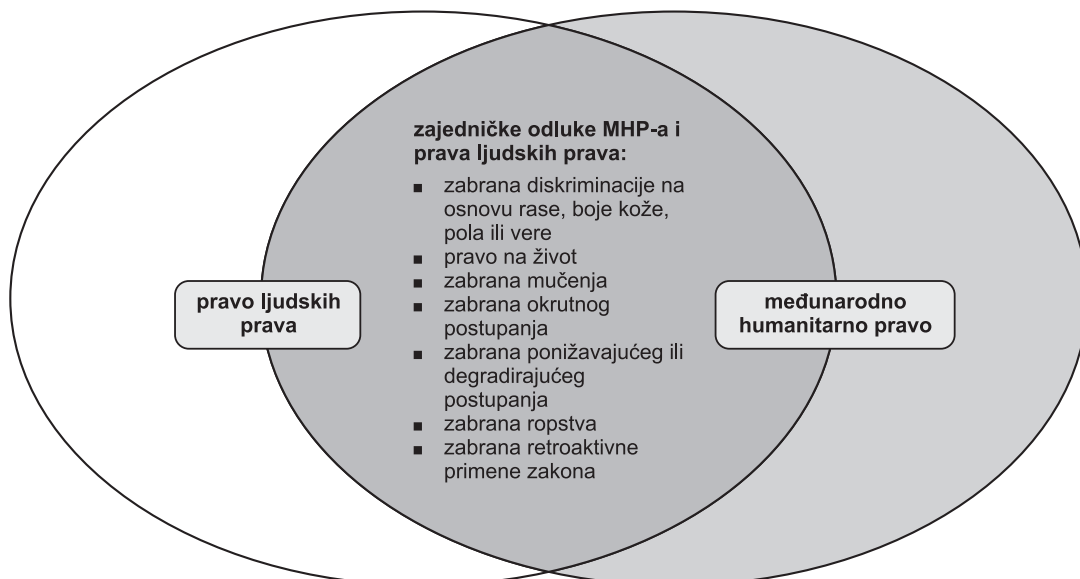 zajedničke odluke MHP-a i
prava ljudskih prava:
▪ zabrana diskriminacije na
osnovu rase, boje kože,
pola ili vere
▪ pravo na život
▪ zabrana mučenja
▪ zabrana okrutnog
postupanja
▪ zabrana ponižavajućeg ili
degradirajućeg
postupanja
▪ zabrana ropstva
▪ zabrana retroaktivne
primene zakona
pravo ljudskih
prava
međunarodno
humanitarno pravo